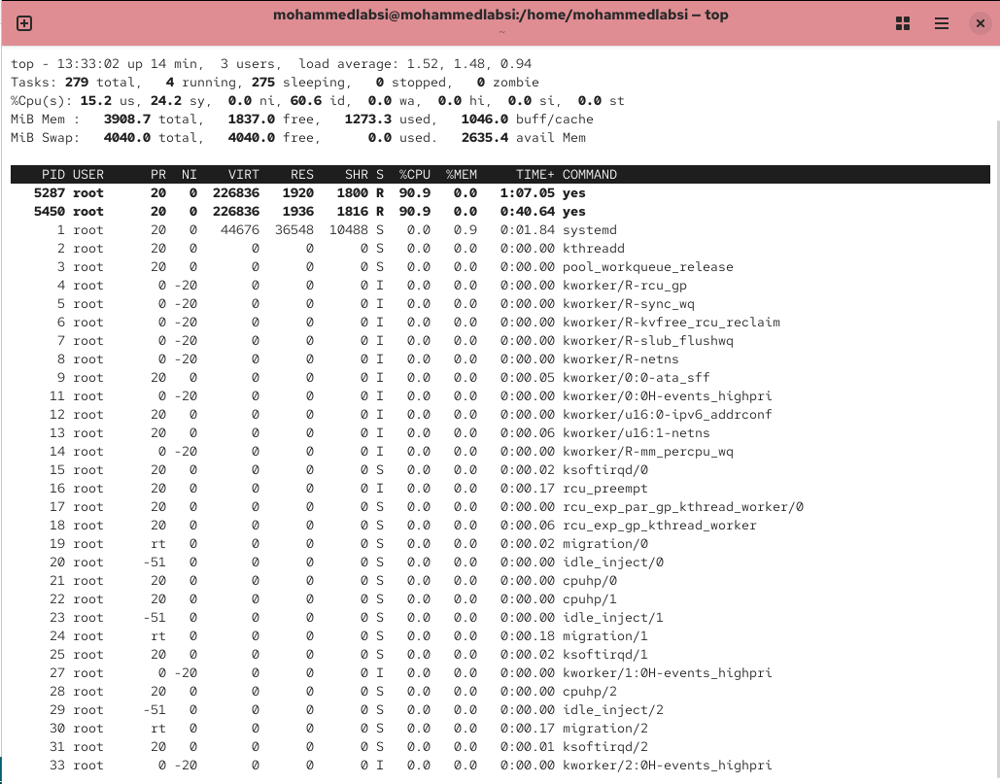 mohammedlabsi@mohammedlabsi:/home/mohammedlabsi — top
~
top - 13:33:02 up 14 min,  3 users,  load average: 1.52, 1.48, 0.94
Tasks: 279 total,   4 running, 275 sleeping,   0 stopped,   0 zombie
%Cpu(s): 15.2 us, 24.2 sy,  0.0 ni, 60.6 id,  0.0 wa,  0.0 hi,  0.0 si,  0.0 st
MiB Mem :   3908.7 total,   1837.0 free,   1273.3 used,   1046.0 buff/cache
MiB Swap:   4040.0 total,   4040.0 free,      0.0 used.   2635.4 avail Mem
PID USER      PR  NI    VIRT    RES    SHR S  %CPU  %MEM     TIME+ COMMAND
5287 root      20   0  226836   1920   1800 R  90.9   0.0   1:07.05 yes
5450 root      20   0  226836   1936   1816 R  90.9   0.0   0:40.64 yes
1 root      20   0   44676  36548  10488 S   0.0   0.9   0:01.84 systemd
2 root      20   0       0      0      0 S   0.0   0.0   0:00.00 kthreadd
3 root      20   0       0      0      0 S   0.0   0.0   0:00.00 pool_workqueue_release
4 root       0 -20       0      0      0 I   0.0   0.0   0:00.00 kworker/R-rcu_gp
5 root       0 -20       0      0      0 I   0.0   0.0   0:00.00 kworker/R-sync_wq
6 root       0 -20       0      0      0 I   0.0   0.0   0:00.00 kworker/R-kvfree_rcu_reclaim
7 root       0 -20       0      0      0 I   0.0   0.0   0:00.00 kworker/R-slub_flushwq
8 root       0 -20       0      0      0 I   0.0   0.0   0:00.00 kworker/R-netns
9 root      20   0       0      0      0 I   0.0   0.0   0:00.05 kworker/0:0-ata_sff
11 root       0 -20       0      0      0 I   0.0   0.0   0:00.00 kworker/0:0H-events_highpri
12 root      20   0       0      0      0 I   0.0   0.0   0:00.00 kworker/u16:0-ipv6_addrconf
13 root      20   0       0      0      0 I   0.0   0.0   0:00.06 kworker/u16:1-netns
14 root       0 -20       0      0      0 I   0.0   0.0   0:00.00 kworker/R-mm_percpu_wq
15 root      20   0       0      0      0 S   0.0   0.0   0:00.02 ksoftirqd/0
16 root      20   0       0      0      0 I   0.0   0.0   0:00.17 rcu_preempt
17 root      20   0       0      0      0 S   0.0   0.0   0:00.00 rcu_exp_par_gp_kthread_worker/0
18 root      20   0       0      0      0 S   0.0   0.0   0:00.06 rcu_exp_gp_kthread_worker
19 root      rt   0       0      0      0 S   0.0   0.0   0:00.02 migration/0
20 root     -51   0       0      0      0 S   0.0   0.0   0:00.00 idle_inject/0
21 root      20   0       0      0      0 S   0.0   0.0   0:00.00 cpuhp/0
22 root      20   0       0      0      0 S   0.0   0.0   0:00.00 cpuhp/1
23 root     -51   0       0      0      0 S   0.0   0.0   0:00.00 idle_inject/1
24 root      rt   0       0      0      0 S   0.0   0.0   0:00.18 migration/1
25 root      20   0       0      0      0 S   0.0   0.0   0:00.02 ksoftirqd/1
27 root       0 -20       0      0      0 I   0.0   0.0   0:00.00 kworker/1:0H-events_highpri
28 root      20   0       0      0      0 S   0.0   0.0   0:00.00 cpuhp/2
29 root     -51   0       0      0      0 S   0.0   0.0   0:00.00 idle_inject/2
30 root      rt   0       0      0      0 S   0.0   0.0   0:00.17 migration/2
31 root      20   0       0      0      0 S   0.0   0.0   0:00.01 ksoftirqd/2
33 root       0 -20       0      0      0 I   0.0   0.0   0:00.00 kworker/2:0H-events_highpri